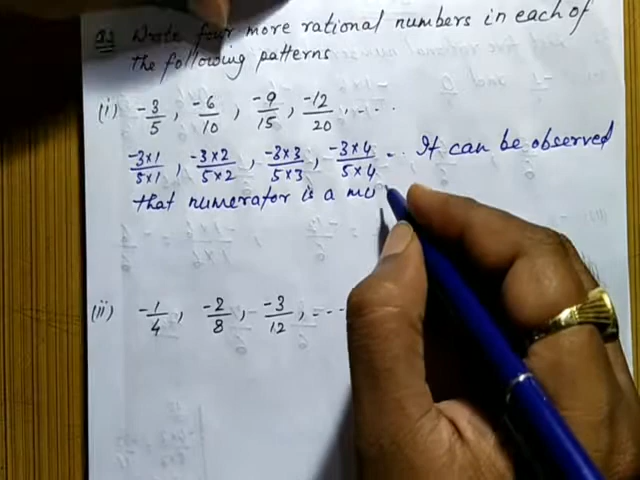 Q3 Write four more rational numbers in each of
the following patterns
(i) -3/5, -6/10, -9/15, -12/20, ....
-3×1/5×1, -3×2/5×2, -3×3/5×3, -3×4/5×4 .. It can be observed
that numerator is a mu
(ii) -1/4, -2/8, -3/12, ....